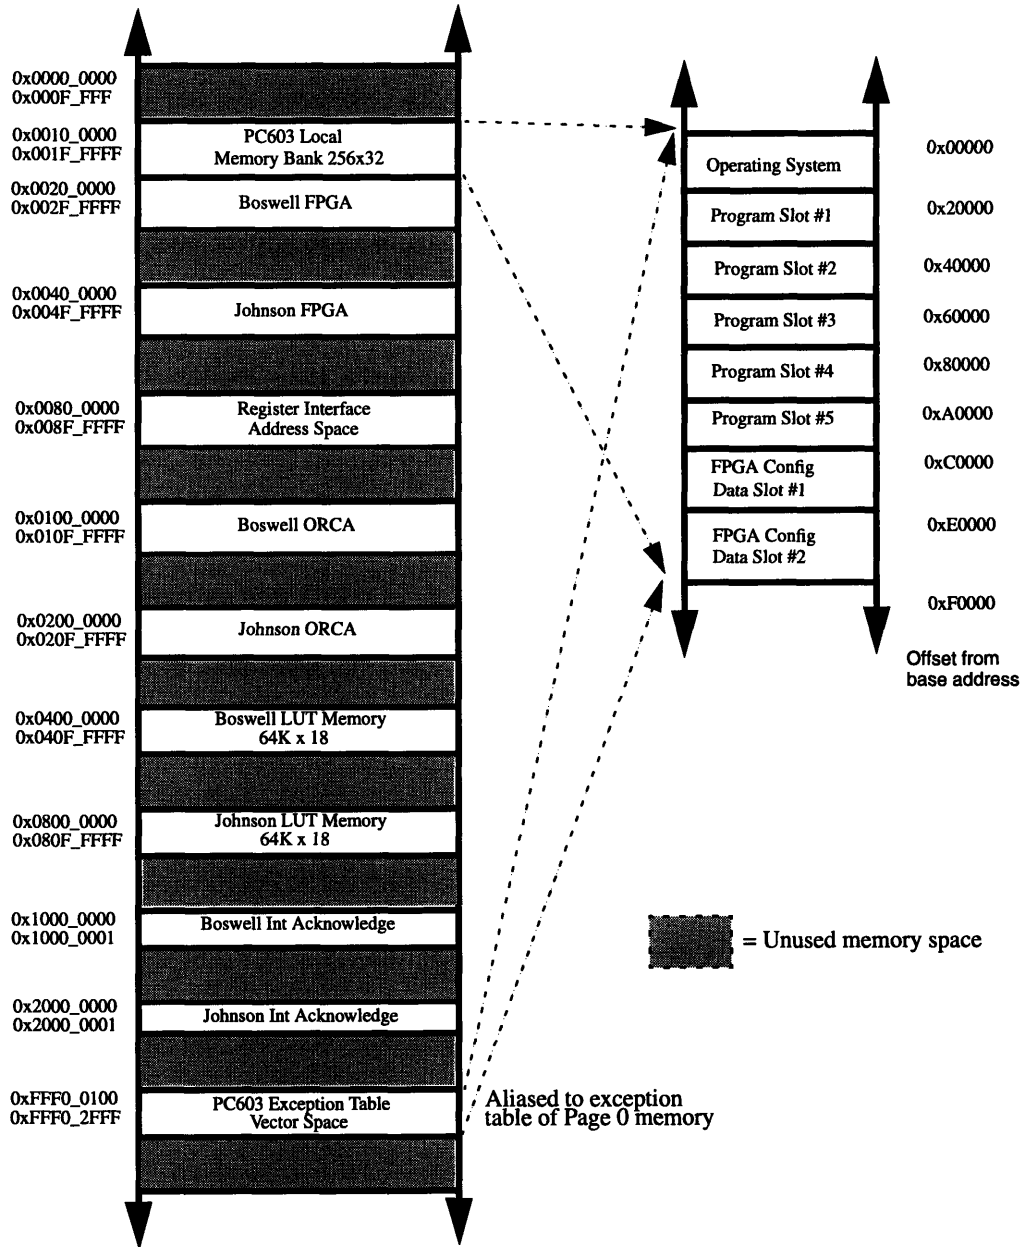 0x0000_0000
0x000F_FFF
0x0010_0000
0x001F_FFFF
PC603 Local
Memory Bank 256x32
0x0020_0000
0x002F_FFFF
Boswell FPGA
0x0040_0000
0x004F_FFFF
Johnson FPGA
0x0080_0000
0x008F_FFFF
Register Interface
Address Space
0x0100_0000
0x010F_FFFF
Boswell ORCA
0x0200_0000
0x020F_FFFF
Johnson ORCA
0x0400_0000
0x040F_FFFF
Boswell LUT Memory
64K x 18
0x0800_0000
0x080F_FFFF
Johnson LUT Memory
64K x 18
0x1000_0000
0x1000_0001
Boswell Int Acknowledge
0x2000_0000
0x2000_0001
Johnson Int Acknowledge
0xFFF0_0100
0xFFF0_2FFF
PC603 Exception Table
Vector Space
Aliased to exception
table of Page 0 memory
Operating System
0x00000
Program Slot #1
0x20000
Program Slot #2
0x40000
Program Slot #3
0x60000
Program Slot #4
0x80000
Program Slot #5
0xA0000
FPGA Config
Data Slot #1
0xC0000
FPGA Config
Data Slot #2
0xE0000
0xF0000
Offset from
base address
= Unused memory space